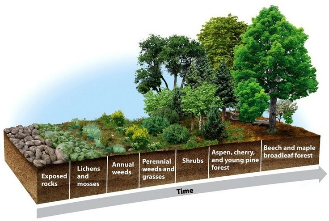 Exposed
rocks
Lichens
and
mosses
Annual
weeds
Perennial
weeds and
grasses
Shrubs
Aspen, cherry,
and young pine
forest
Beech and maple
broadleaf forest
Time